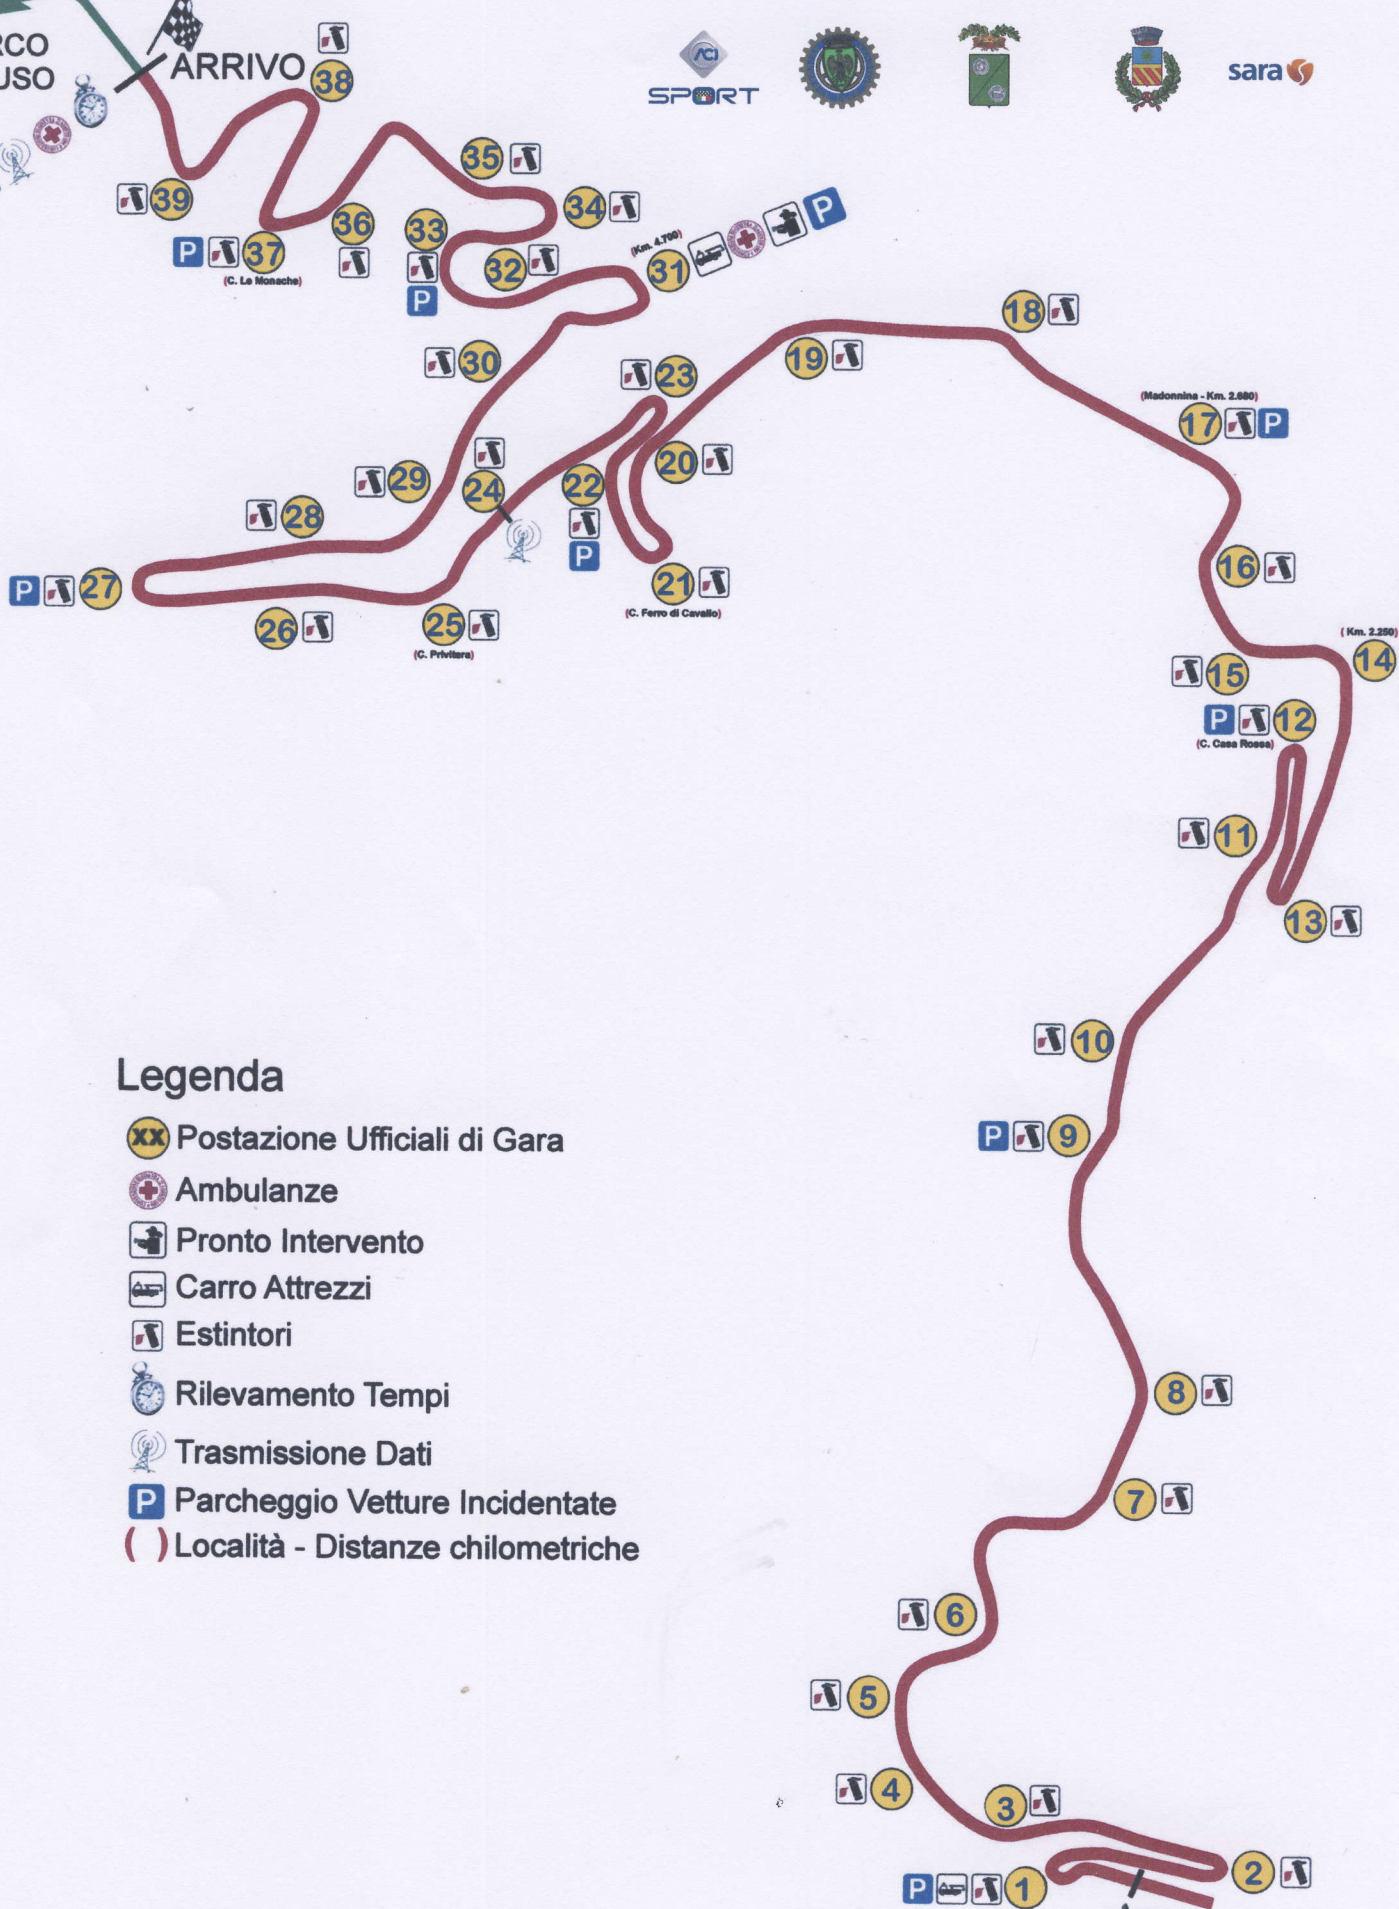 RCO
USO
ARRIVO
ACI
SPORT
sara
38
39
37
(C. Le Monache)
36
35
34
33
32
(Km. 4.700)
31
P
P
P
30
29
28
27
P
26
25
(C. Privitera)
24
23
22
P
21
(C. Ferro di Cavallo)
20
19
18
(Madonnina - Km. 2.680)
17
P
16
( Km. 2.250)
14
15
P
12
(C. Casa Rossa)
11
13
10
P
9
8
7
6
5
4
3
2
P
1
Legenda
XX Postazione Ufficiali di Gara
Ambulanze
Pronto Intervento
Carro Attrezzi
Estintori
Rilevamento Tempi
Trasmissione Dati
P Parcheggio Vetture Incidentate
( ) Località - Distanze chilometriche